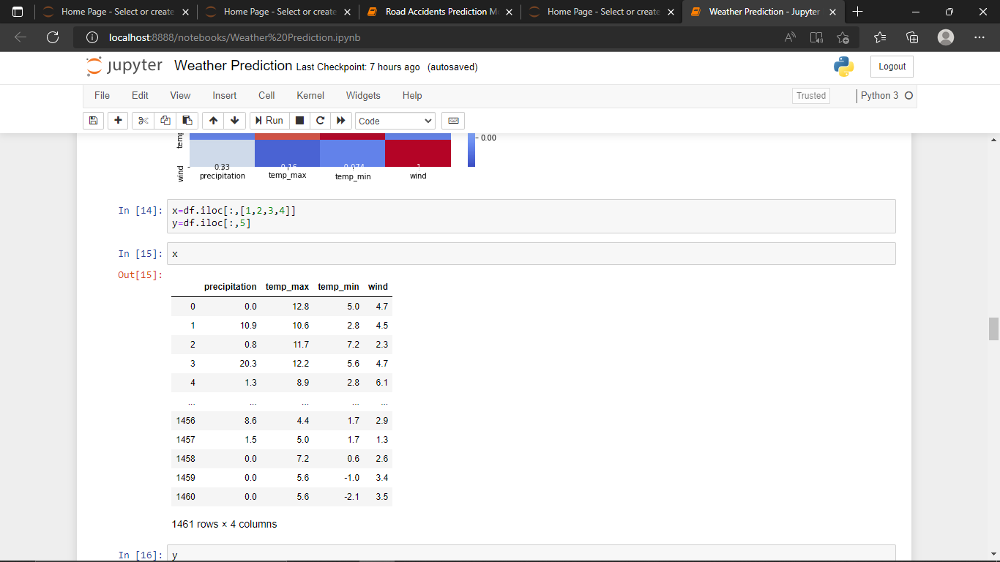 Home Page - Select or create
Home Page - Select or create
Road Accidents Prediction M
Home Page - Select or create
Weather Prediction - Jupyter
localhost:8888/notebooks/Weather%20Prediction.ipynb
jupyter Weather Prediction Last Checkpoint: 7 hours ago (autosaved)
Logout
File Edit View Insert Cell Kernel Widgets Help
Trusted
Python 3
Run
Code
0.00
wind
0.33 0.16 0.074 1
precipitation temp_max temp_min wind
In [14]: x=df.iloc[:,[1,2,3,4]]
y=df.iloc[:,5]
In [15]: x
Out[15]:
precipitation temp_max temp_min wind
0 0.0 12.8 5.0 4.7
1 10.9 10.6 2.8 4.5
2 0.8 11.7 7.2 2.3
3 20.3 12.2 5.6 4.7
4 1.3 8.9 2.8 6.1
... ... ... ... ...
1456 8.6 4.4 1.7 2.9
1457 1.5 5.0 1.7 1.3
1458 0.0 7.2 0.6 2.6
1459 0.0 5.6 -1.0 3.4
1460 0.0 5.6 -2.1 3.5
1461 rows × 4 columns
In [16]: y